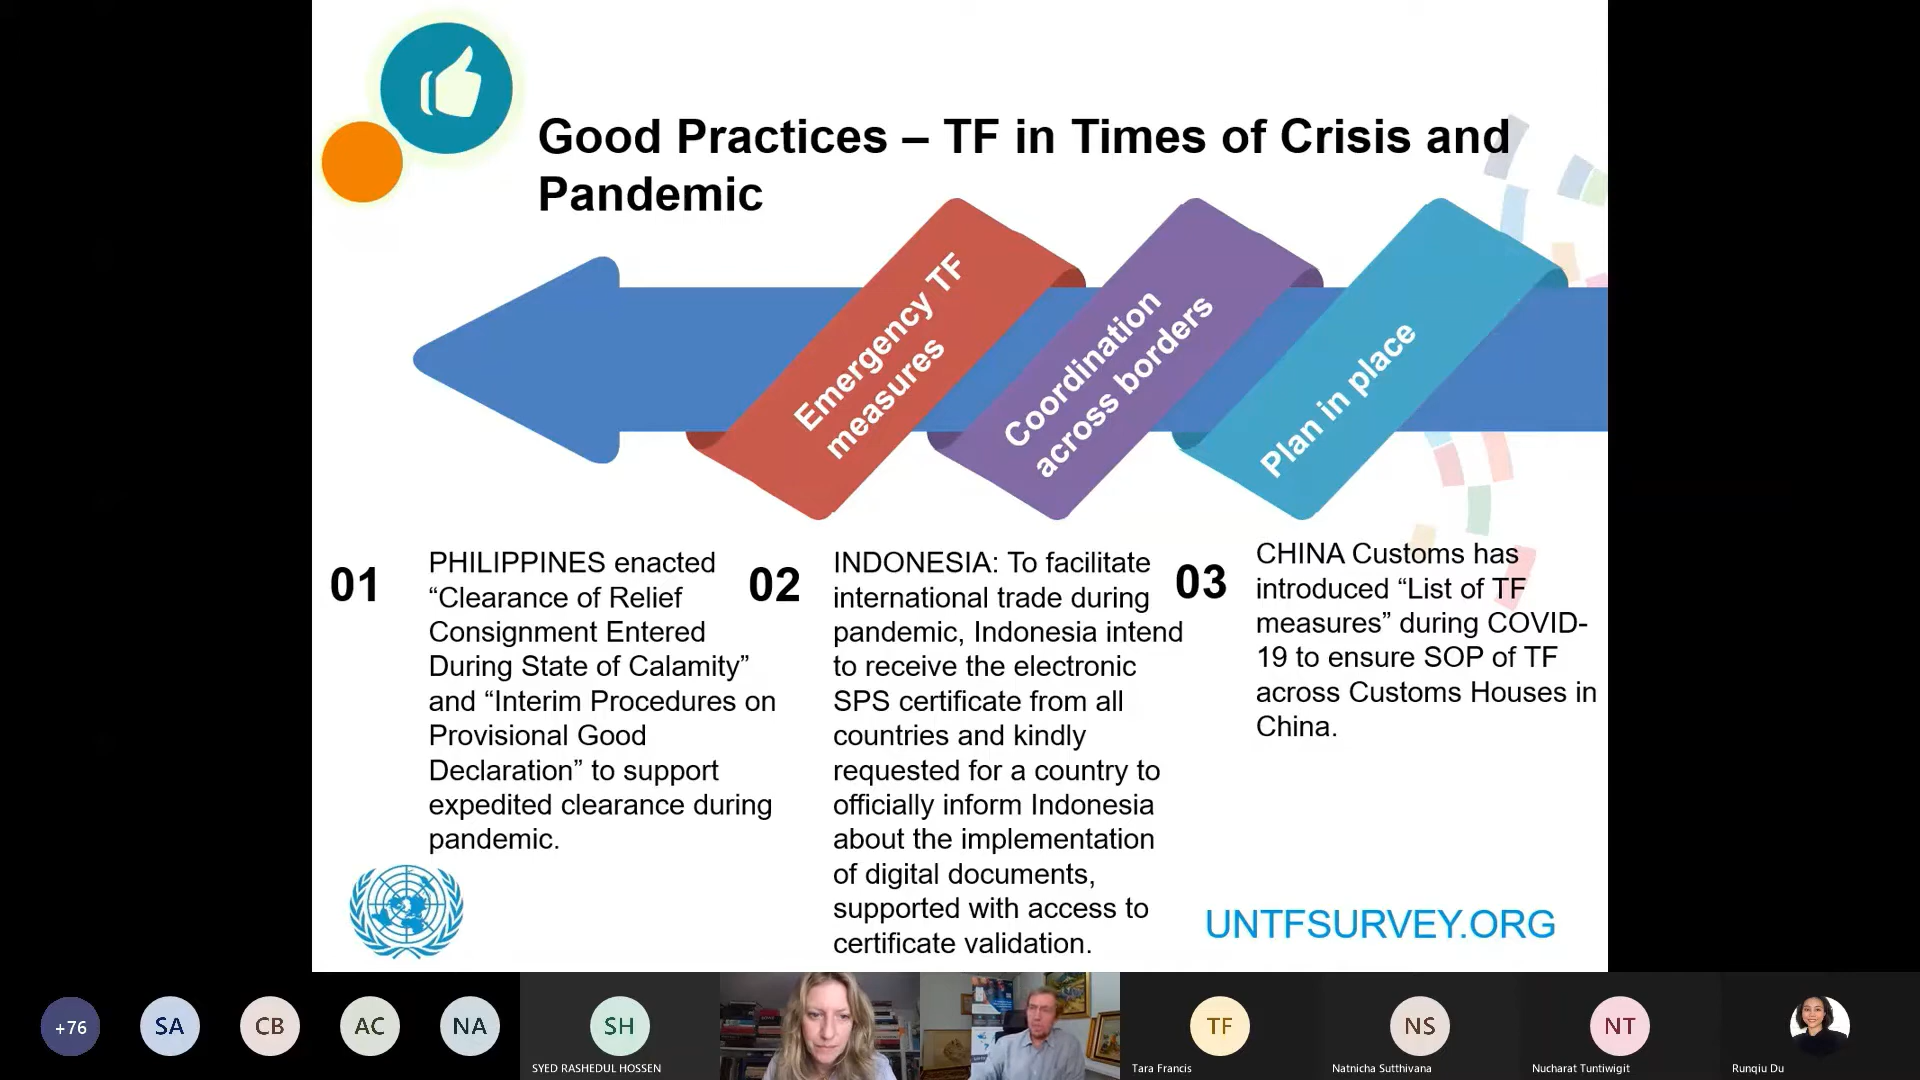 Good Practices – TF in Times of Crisis and
Pandemic
Emergency TF
measures
Coordination
across borders
Plan in place
01
PHILIPPINES enacted
“Clearance of Relief
Consignment Entered
During State of Calamity”
and “Interim Procedures on
Provisional Good
Declaration” to support
expedited clearance during
pandemic.
02
INDONESIA: To facilitate
international trade during
pandemic, Indonesia intend
to receive the electronic
SPS certificate from all
countries and kindly
requested for a country to
officially inform Indonesia
about the implementation
of digital documents,
supported with access to
certificate validation.
03
CHINA Customs has
introduced “List of TF
measures” during COVID-
19 to ensure SOP of TF
across Customs Houses in
China.
UNTFSURVEY.ORG
+76
SA
CB
AC
NA
SH
SYED RASHEDUL HOSSEN
TF
Tara Francis
NS
Natnicha Sutthivana
NT
Nucharat Tuntiwigit
Runqiu Du